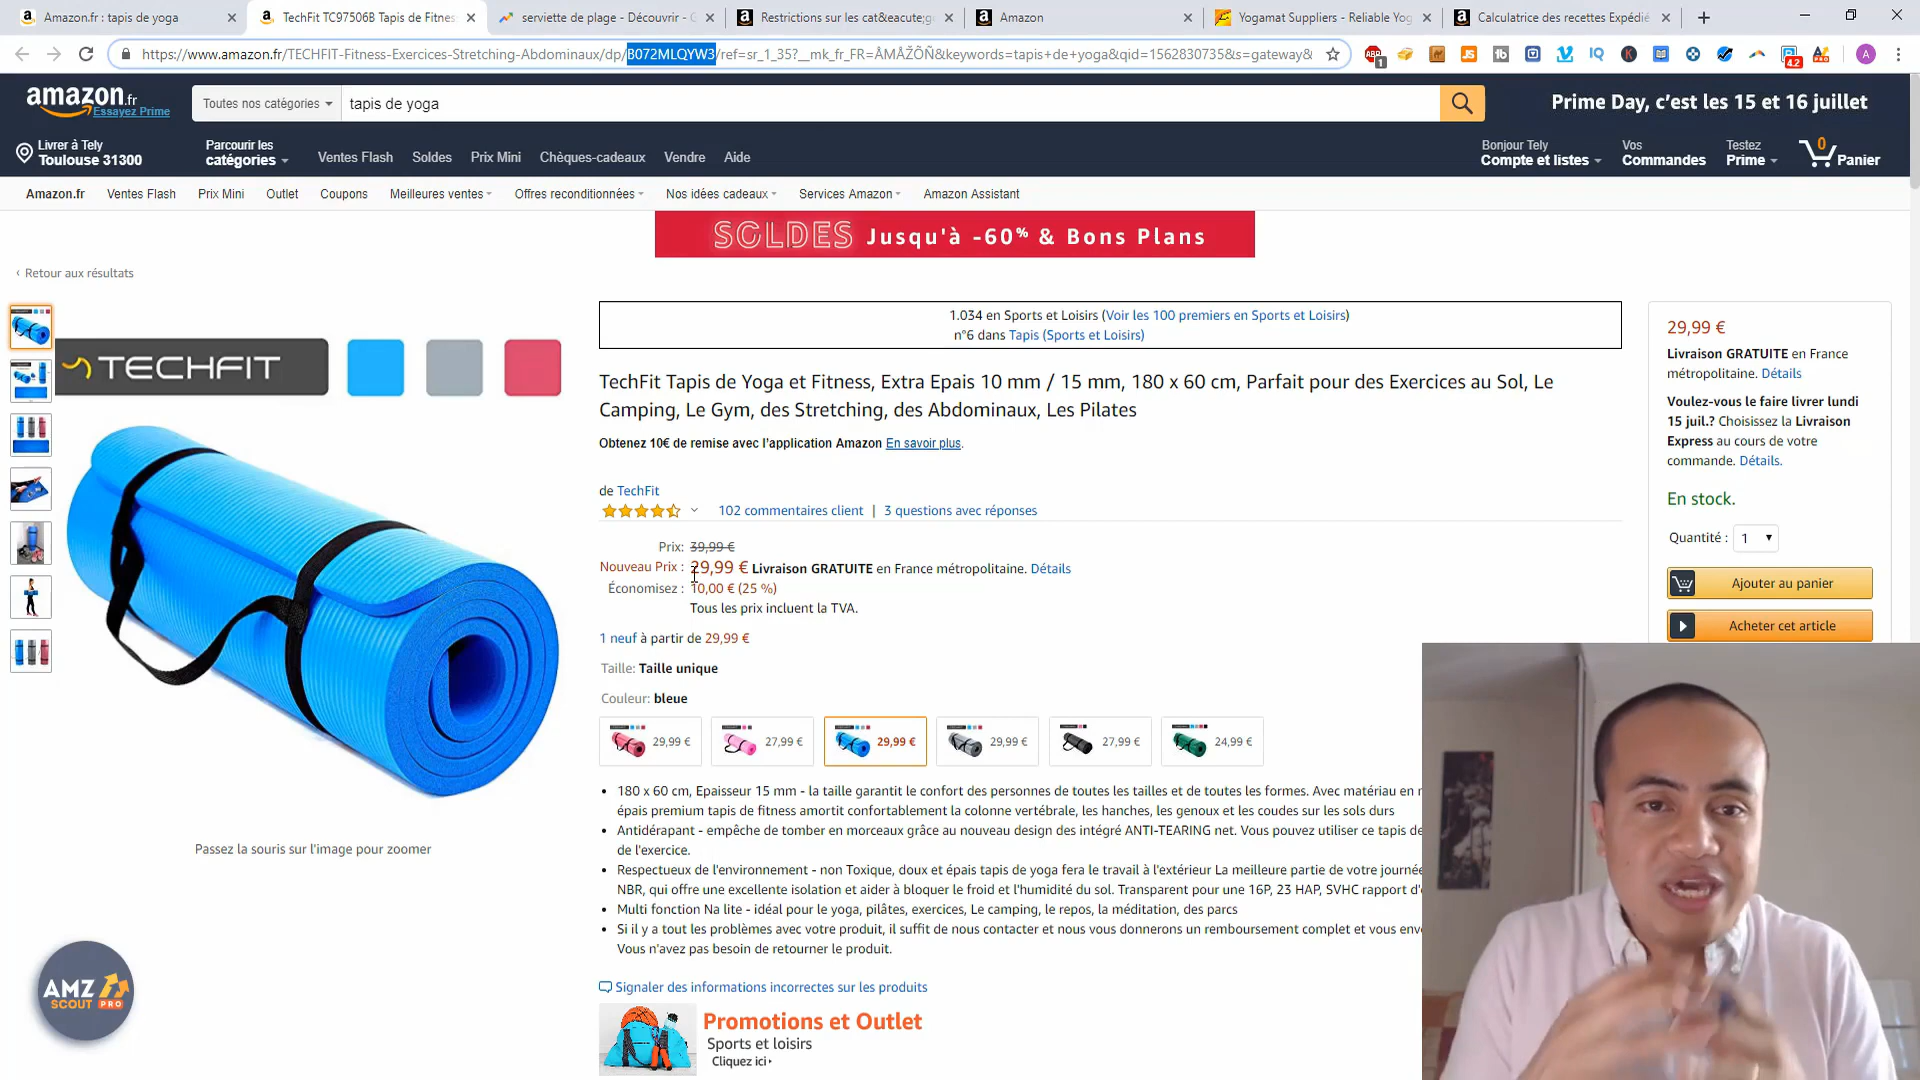 Amazon.fr : tapis de yoga
TechFit TC97506B Tapis de Fitnes
serviette de plage - Découvrir - G
Restrictions sur les cat&eacute;g
Amazon
Yogamat Suppliers - Reliable Yog
Calculatrice des recettes Expédié
https://www.amazon.fr/TECHFIT-Fitness-Exercices-Stretching-Abdominaux/dp/B072MLQYW3/ref=sr_1_35?__mk_fr_FR=ÅMÅŽÕÑ&keywords=tapis+de+yoga&qid=1562830735&s=gateway&
amazon.fr
Essayez Prime
Toutes nos catégories
tapis de yoga
Prime Day, c’est les 15 et 16 juillet
Livrer à Tely
Toulouse 31300
Parcourir les
catégories
Ventes Flash
Soldes
Prix Mini
Chèques-cadeaux
Vendre
Aide
Bonjour Tely
Compte et listes
Vos
Commandes
Testez
Prime
0
Panier
Amazon.fr
Ventes Flash
Prix Mini
Outlet
Coupons
Meilleures ventes
Offres reconditionnées
Nos idées cadeaux
Services Amazon
Amazon Assistant
SOLDES Jusqu'à -60% & Bons Plans
‹ Retour aux résultats
1.034 en Sports et Loisirs (Voir les 100 premiers en Sports et Loisirs)
n°6 dans Tapis (Sports et Loisirs)
TECHFIT
TechFit Tapis de Yoga et Fitness, Extra Epais 10 mm / 15 mm, 180 x 60 cm, Parfait pour des Exercices au Sol, Le
Camping, Le Gym, des Stretching, des Abdominaux, Les Pilates
Obtenez 10€ de remise avec l’application Amazon En savoir plus.
de TechFit
102 commentaires client | 3 questions avec réponses
Prix: 39,99 €
Nouveau Prix : 29,99 € Livraison GRATUITE en France métropolitaine. Détails
Économisez : 10,00 € (25 %)
Tous les prix incluent la TVA.
1 neuf à partir de 29,99 €
Taille: Taille unique
Couleur: bleue
29,99 €
27,99 €
29,99 €
29,99 €
27,99 €
24,99 €
180 x 60 cm, Epaisseur 15 mm - la taille garantit le confort des personnes de toutes les tailles et de toutes les formes. Avec matériau en
épais premium tapis de fitness amortit confortablement la colonne vertébrale, les hanches, les genoux et les coudes sur les sols durs
Antidérapant - empêche de tomber en morceaux grâce au nouveau design des intégré ANTI-TEARING net. Vous pouvez utiliser ce tapis de
de l'exercice.
Respectueux de l'environnement - non Toxique, doux et épais tapis de yoga fera le travail à l'extérieur La meilleure partie de votre journée
NBR, qui offre une excellente isolation et aider à bloquer le froid et l'humidité du sol. Transparent pour une 16P, 23 HAP, SVHC rapport d'
Multi fonction Na lite - idéal pour le yoga, pilâtes, exercices, Le camping, le repos, la méditation, des parcs
Si il y a tout les problèmes avec votre produit, il suffit de nous contacter et nous vous donnerons un remboursement complet et vous
Vous n'avez pas besoin de retourner le produit.
Signaler des informations incorrectes sur les produits
Promotions et Outlet
Sports et loisirs
Cliquez ici
Passez la souris sur l'image pour zoomer
AMZ
SCOUT PRO
29,99 €
Livraison GRATUITE en France
métropolitaine. Détails
Voulez-vous le faire livrer lundi
15 juil.? Choisissez la Livraison
Express au cours de votre
commande. Détails.
En stock.
Quantité : 1
Ajouter au panier
Acheter cet article